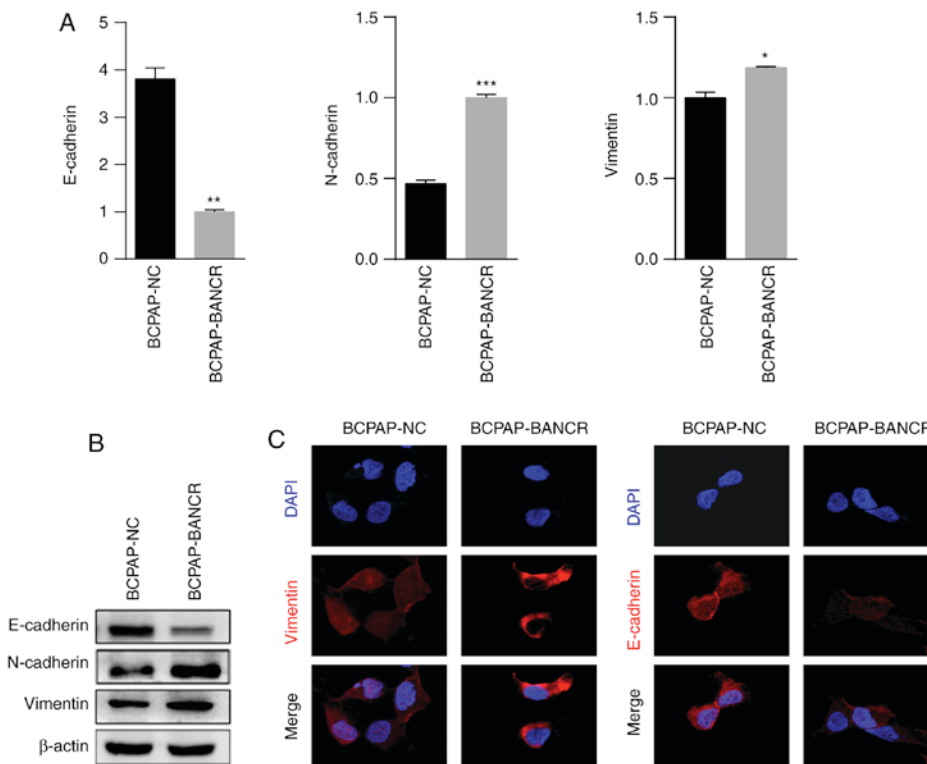 A
E-cadherin
5
4
3
2
1
0
**
BCPAP-NC
BCPAP-BANCR
N-cadherin
1.5
1.0
0.5
0.0
***
BCPAP-NC
BCPAP-BANCR
Vimentin
1.5
1.0
0.5
0.0
*
BCPAP-NC
BCPAP-BANCR
B
BCPAP-NC
BCPAP-BANCR
E-cadherin
N-cadherin
Vimentin
β-actin
C
BCPAP-NC BCPAP-BANCR
DAPI
Vimentin
Merge
BCPAP-NC BCPAP-BANCR
DAPI
E-cadherin
Merge